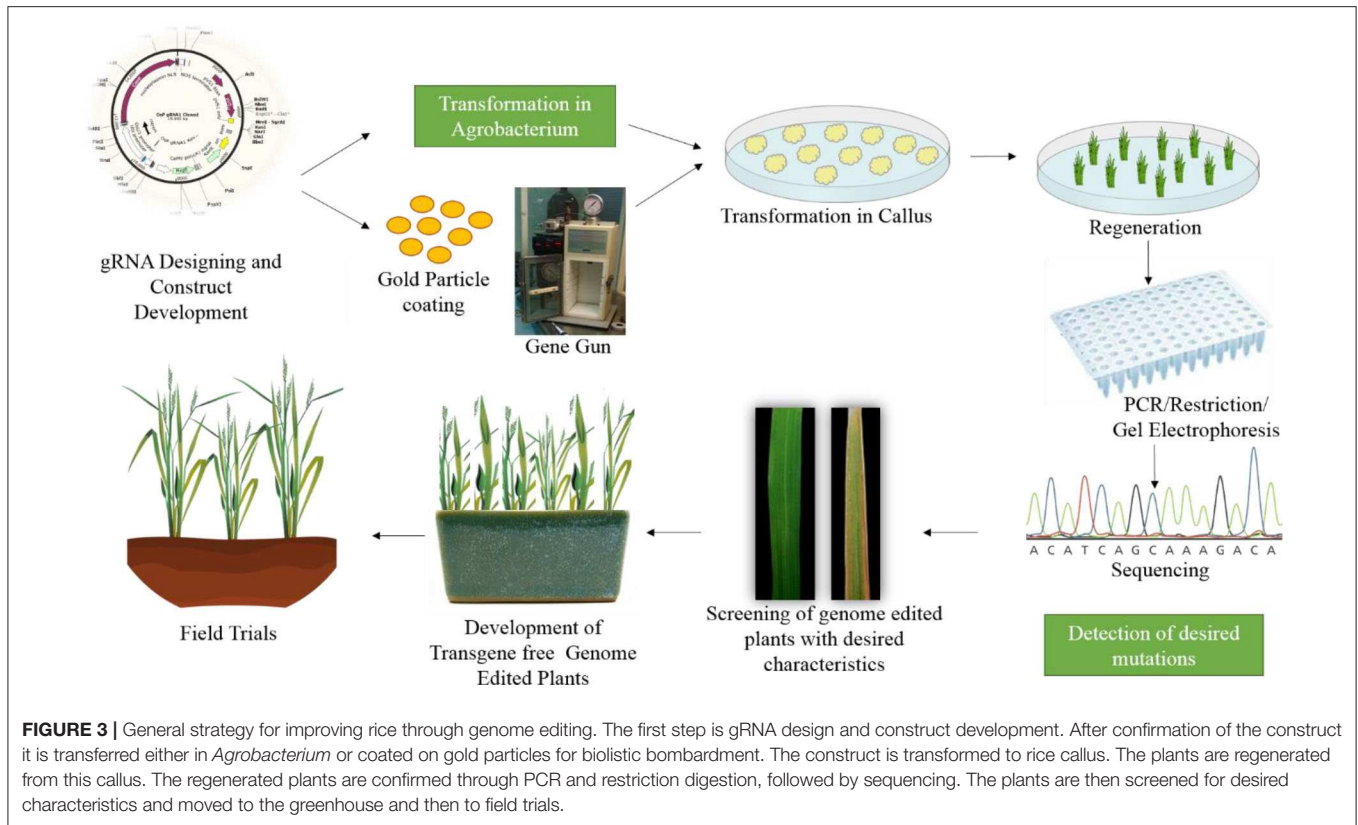 Transformation in
Agrobacterium
gRNA Designing and
Construct
Development
Gold Particle
coating
Gene Gun
Transformation in Callus
Regeneration
PCR/Restriction/
Gel Electrophoresis
A C A T C A G C A A A G A C A
Sequencing
Detection of desired
mutations
Screening of genome edited
plants with desired
characteristics
Development of
Transgene free Genome
Edited Plants
Field Trials
FIGURE 3 | General strategy for improving rice through genome editing. The first step is gRNA design and construct development. After confirmation of the construct
it is transferred either in Agrobacterium or coated on gold particles for biolistic bombardment. The construct is transformed to rice callus. The plants are regenerated
from this callus. The regenerated plants are confirmed through PCR and restriction digestion, followed by sequencing. The plants are then screened for desired
characteristics and moved to the greenhouse and then to field trials.